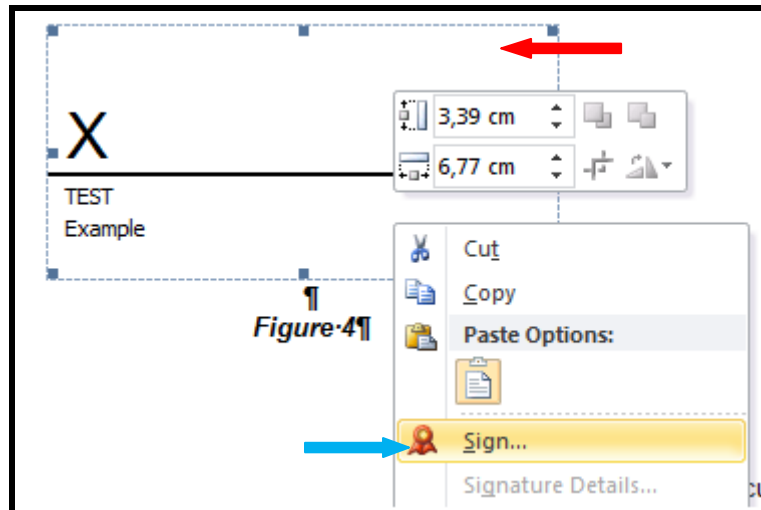 X
3,39 cm
6,77 cm
TEST
Example
¶
Figure·4¶
Cut
Copy
Paste Options:
Sign...
Signature Details...